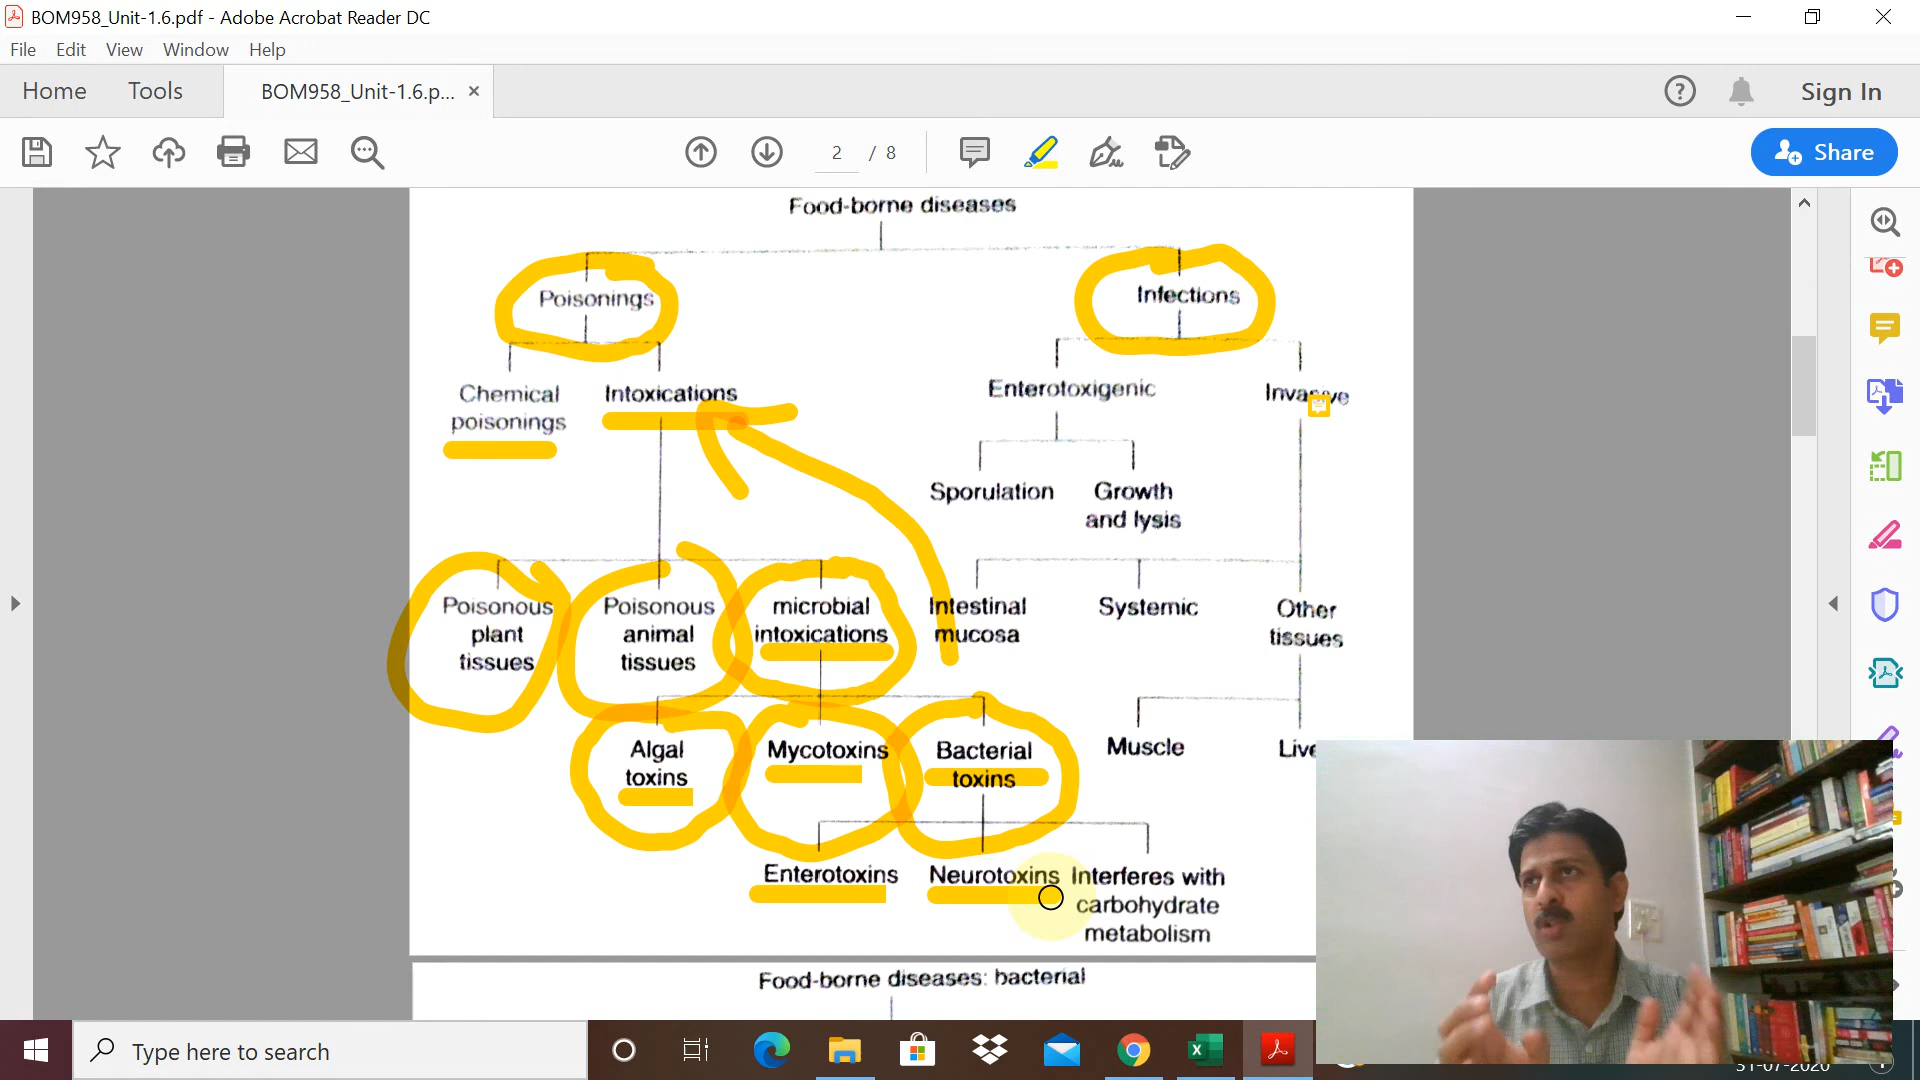 BOM958_Unit-1.6.pdf - Adobe Acrobat Reader DC
File Edit View Window Help
Home Tools BOM958_Unit-1.6.p... × Sign In
2 / 8 Share
Food-borne diseases
Poisonings Infections
Chemical poisonings
Intoxications
Enterotoxigenic
Sporulation
Growth and lysis
Poisonous plant tissues
Poisonous animal tissues
microbial intoxications
Intestinal mucosa
Systemic
Other tissues
Algal toxins
Mycotoxins
Bacterial toxins
Muscle
Enterotoxins
Neurotoxins
Interferes with carbohydrate metabolism
Food-borne diseases: bacterial
Type here to search